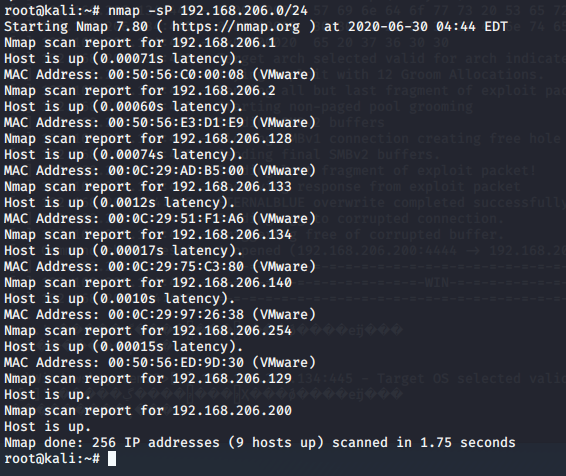 root@kali:~# nmap -sP 192.168.206.0/24
Starting Nmap 7.80 ( https://nmap.org ) at 2020-06-30 04:44 EDT
Nmap scan report for 192.168.206.1
Host is up (0.00071s latency).
MAC Address: 00:50:56:C0:00:08 (VMware)
Nmap scan report for 192.168.206.2
Host is up (0.00060s latency).
MAC Address: 00:50:56:E3:D1:E9 (VMware)
Nmap scan report for 192.168.206.128
Host is up (0.00074s latency).
MAC Address: 00:0C:29:AD:B5:00 (VMware)
Nmap scan report for 192.168.206.133
Host is up (0.0012s latency).
MAC Address: 00:0C:29:51:F1:A6 (VMware)
Nmap scan report for 192.168.206.134
Host is up (0.00017s latency).
MAC Address: 00:0C:29:75:C3:80 (VMware)
Nmap scan report for 192.168.206.140
Host is up (0.0010s latency).
MAC Address: 00:0C:29:97:26:38 (VMware)
Nmap scan report for 192.168.206.254
Host is up (0.00015s latency).
MAC Address: 00:50:56:ED:9D:30 (VMware)
Nmap scan report for 192.168.206.129
Host is up.
Nmap scan report for 192.168.206.200
Host is up.
Nmap done: 256 IP addresses (9 hosts up) scanned in 1.75 seconds
root@kali:~#